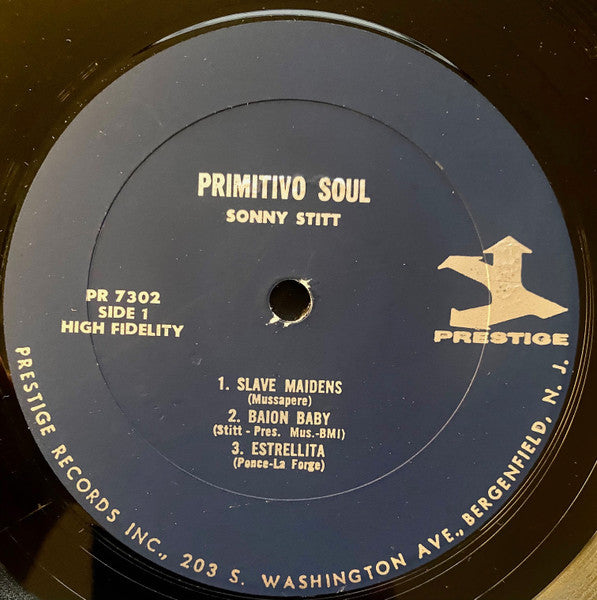 PRIMITIVO SOUL
SONNY STITT
PR 7302
SIDE 1
HIGH FIDELITY
PRESTIGE
1. SLAVE MAIDENS
(Mussapere)
2. BAION BABY
(Stitt - Pres. Mus.-BMI)
3. ESTRELLITA
(Ponce-La Forge)
PRESTIGE RECORDS INC., 203 S. WASHINGTON AVE., BERGENFIELD, N. J.